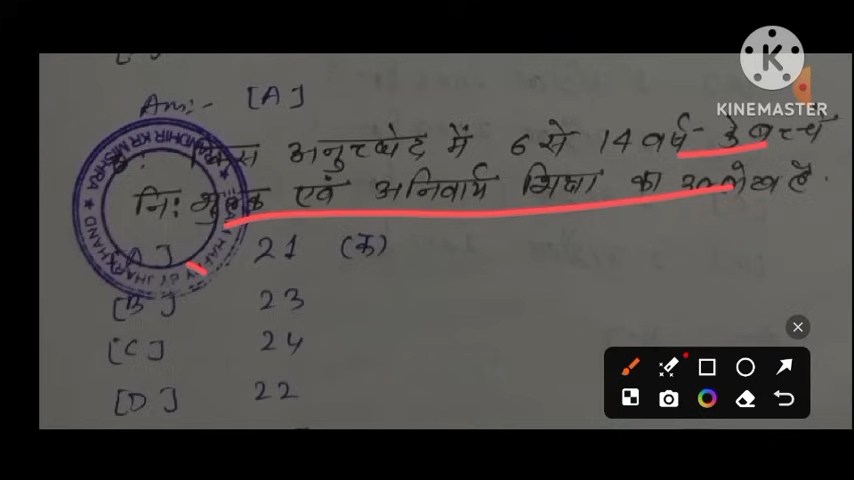 KINEMASTER
Ans:- [A]
किस अनुच्छेद में 6 से 14 वर्ष के बच्चों
निः शुल्क एवं अनिवार्य शिक्षा का उल्लेख है.
[A] 21 (क)
[B] 23
[C] 24
[D] 22